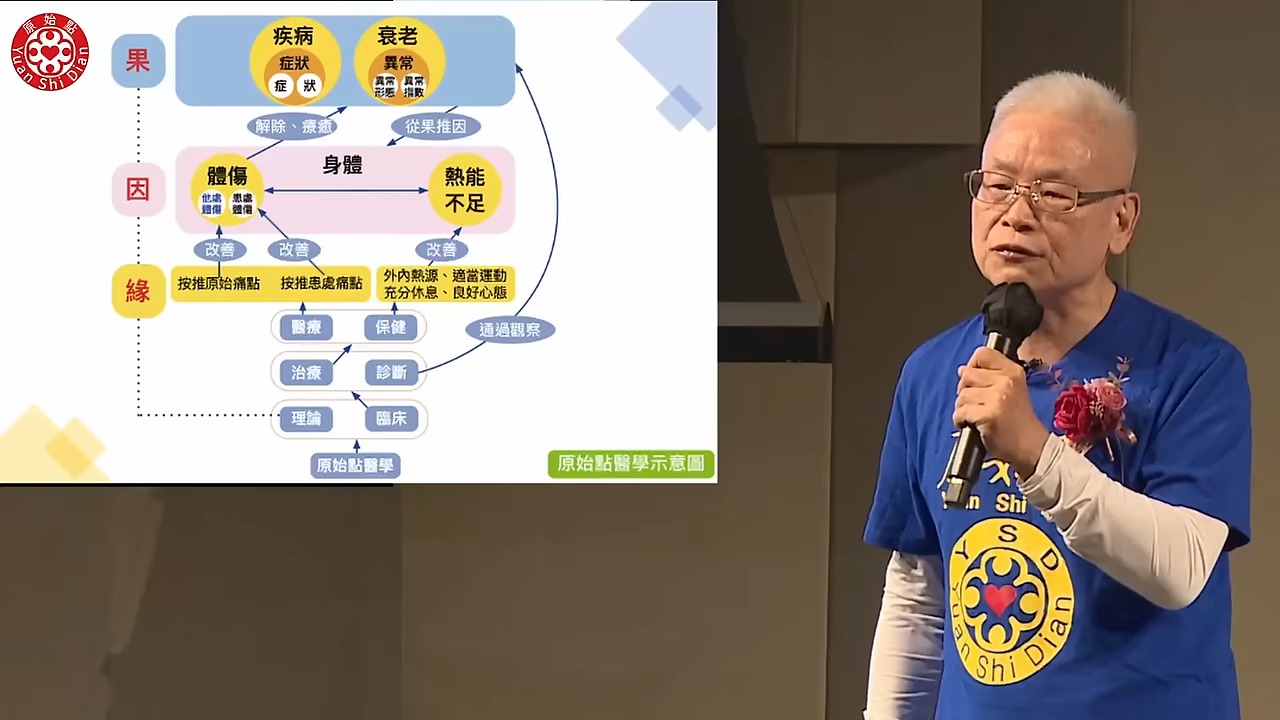 原始點
Yuan Shi Dian
果
疾病
症狀
症 狀
衰老
異常
異常形態
異常指數
解除、療癒
從果推因
因
身體
體傷
他處體傷
患處體傷
熱能
不足
改善
改善
改善
緣
按推原始痛點
按推患處痛點
外內熱源、適當運動
充分休息、良好心態
醫療
保健
通過觀察
治療
診斷
理論
臨床
原始點醫學
原始點醫學示意圖
Shi
YSD
Yuan Shi Dian